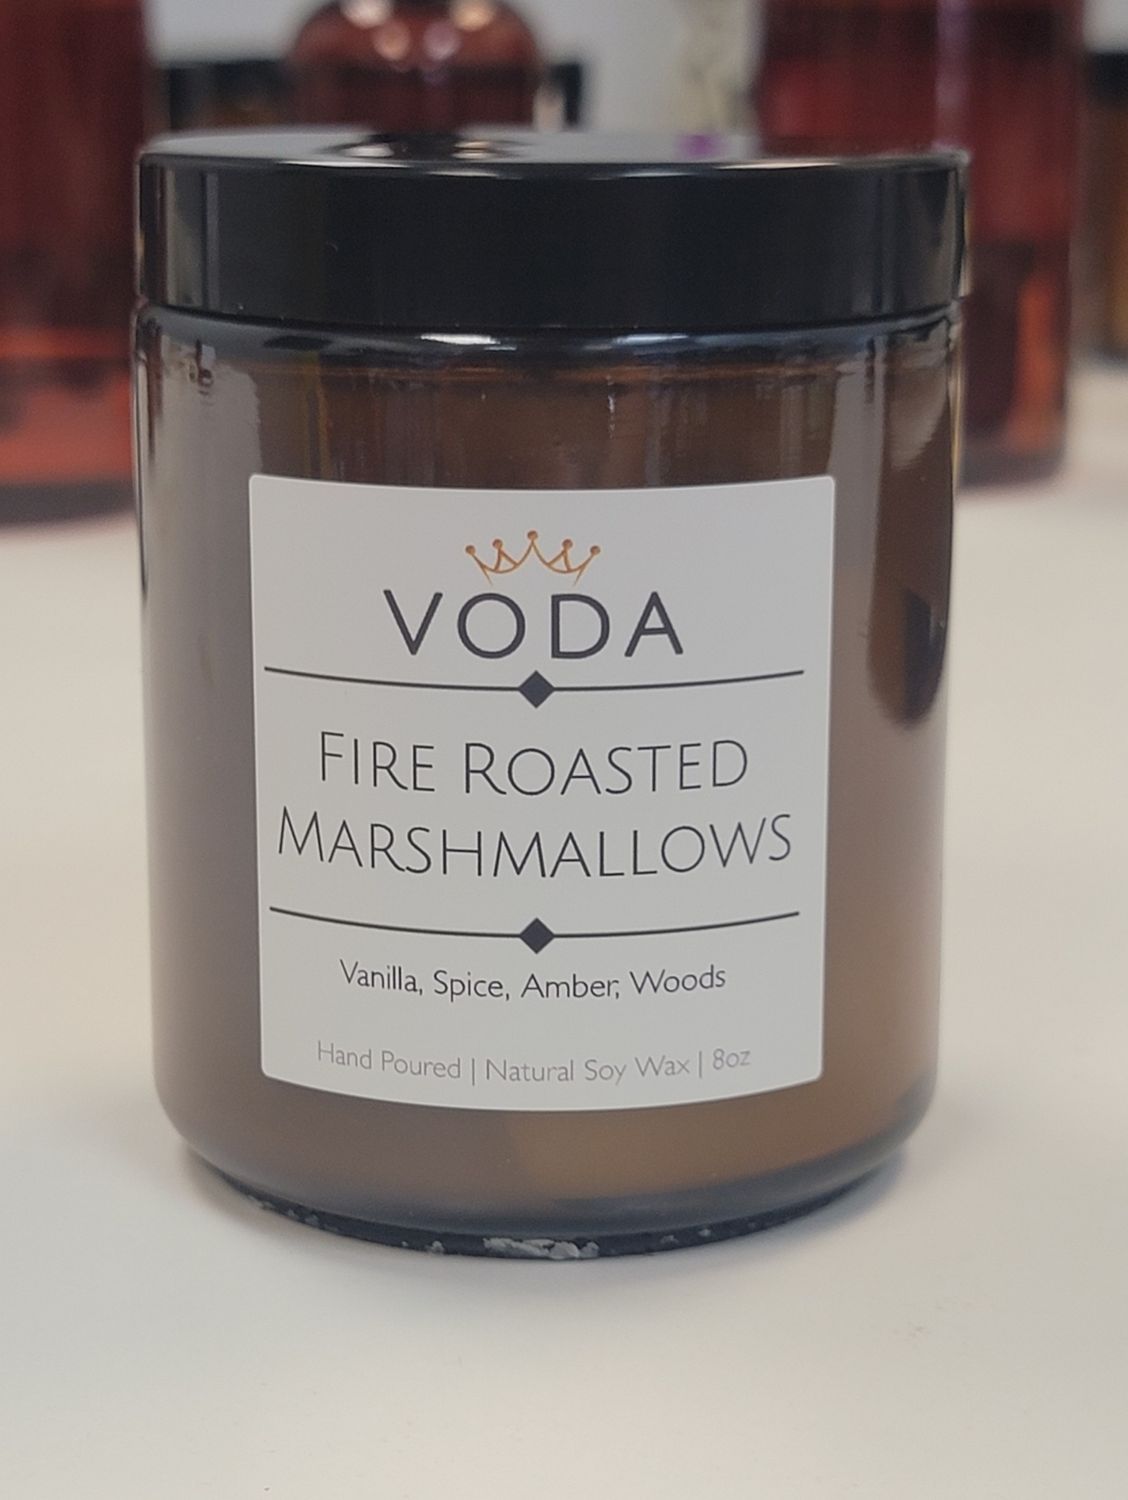 VODA
FIRE ROASTED
MARSHMALLOWS
Vanilla, Spice, Amber, Woods
Hand Poured | Natural Soy Wax | 8oz